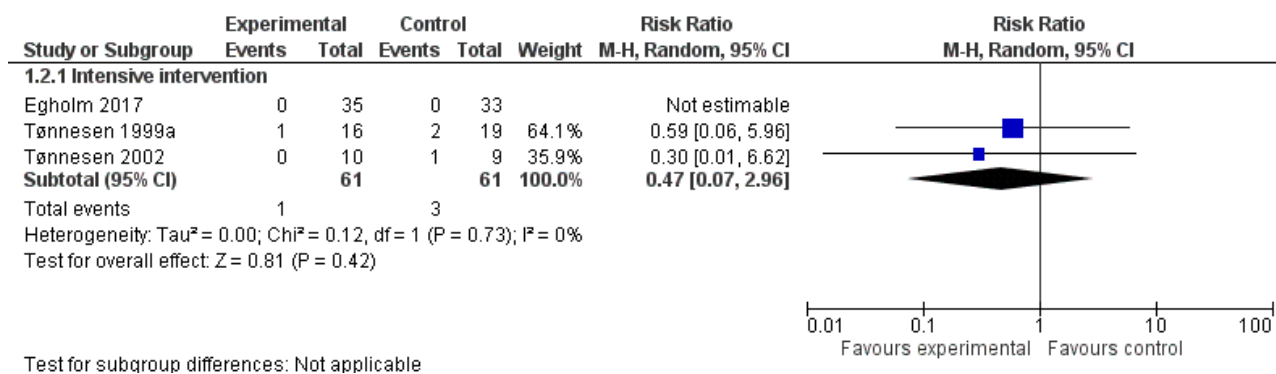 Experimental Control Risk Ratio Risk Ratio
Study or Subgroup Events Total Events Total Weight M-H, Random, 95% CI M-H, Random, 95% CI
1.2.1 Intensive intervention
Egholm 2017 0 35 0 33 Not estimable
Tønnesen 1999a 1 16 2 19 64.1% 0.59 [0.06, 5.96]
Tønnesen 2002 0 10 1 9 35.9% 0.30 [0.01, 6.62]
Subtotal (95% CI) 61 61 100.0% 0.47 [0.07, 2.96]
Total events 1 3
Heterogeneity: Tau² = 0.00; Chi² = 0.12, df = 1 (P = 0.73); I² = 0%
Test for overall effect: Z = 0.81 (P = 0.42)
0.01 0.1 1 10 100
Favours experimental Favours control
Test for subgroup differences: Not applicable